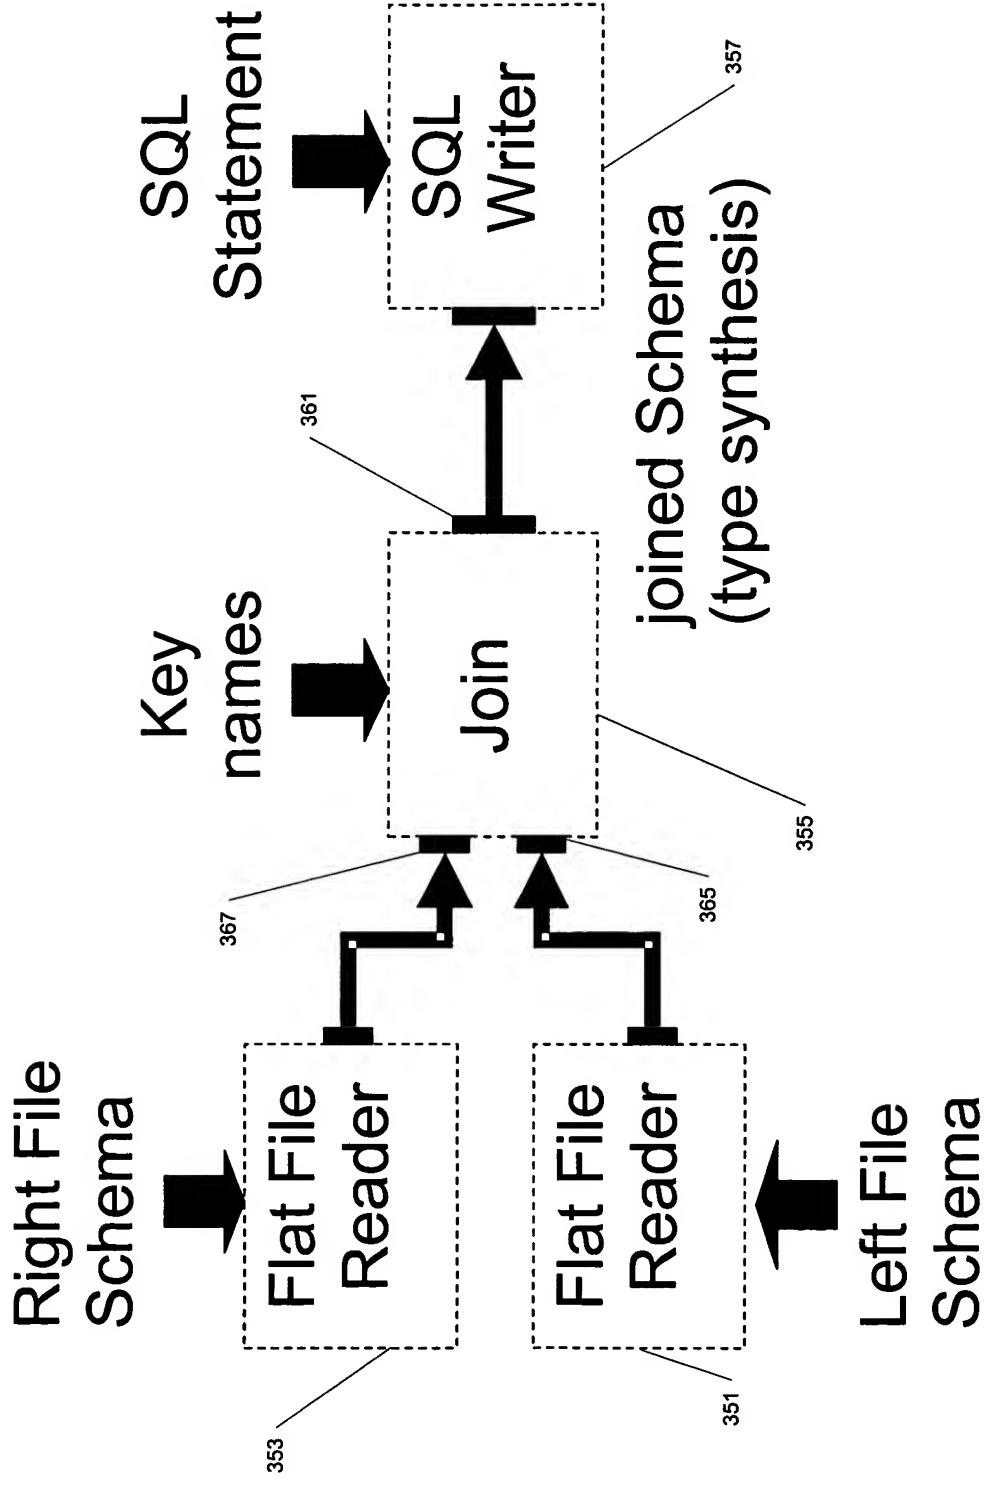 Right File
Schema
Key
names
SQL
Statement
353
Flat File
Reader
367
Join
361
SQL
Writer
357
351
Flat File
Reader
365
355
joined Schema
(type synthesis)
Left File
Schema